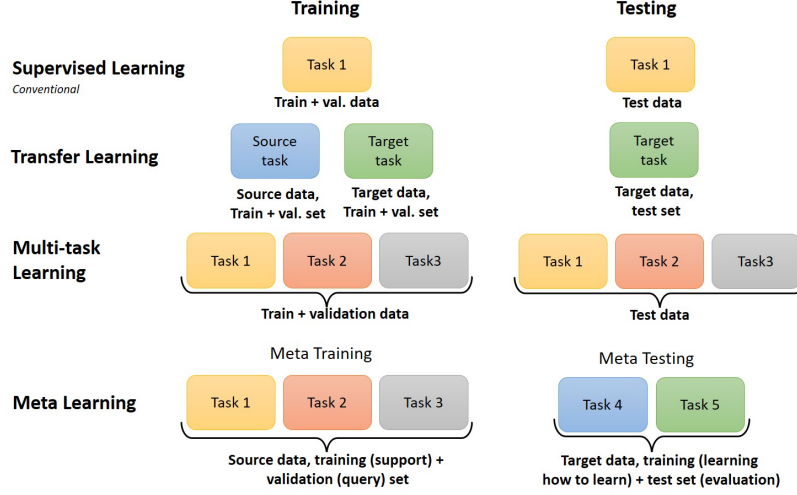 Training
Testing
Supervised Learning
Conventional
Task 1
Train + val. data
Task 1
Test data
Transfer Learning
Source
task
Target
task
Source data,
Train + val. set
Target data,
Train + val. set
Target
task
Target data,
test set
Multi-task
Learning
Task 1
Task 2
Task3
Train + validation data
Task 1
Task 2
Task3
Test data
Meta Learning
Meta Training
Task 1
Task 2
Task 3
Source data, training (support) +
validation (query) set
Meta Testing
Task 4
Task 5
Target data, training (learning
how to learn) + test set (evaluation)